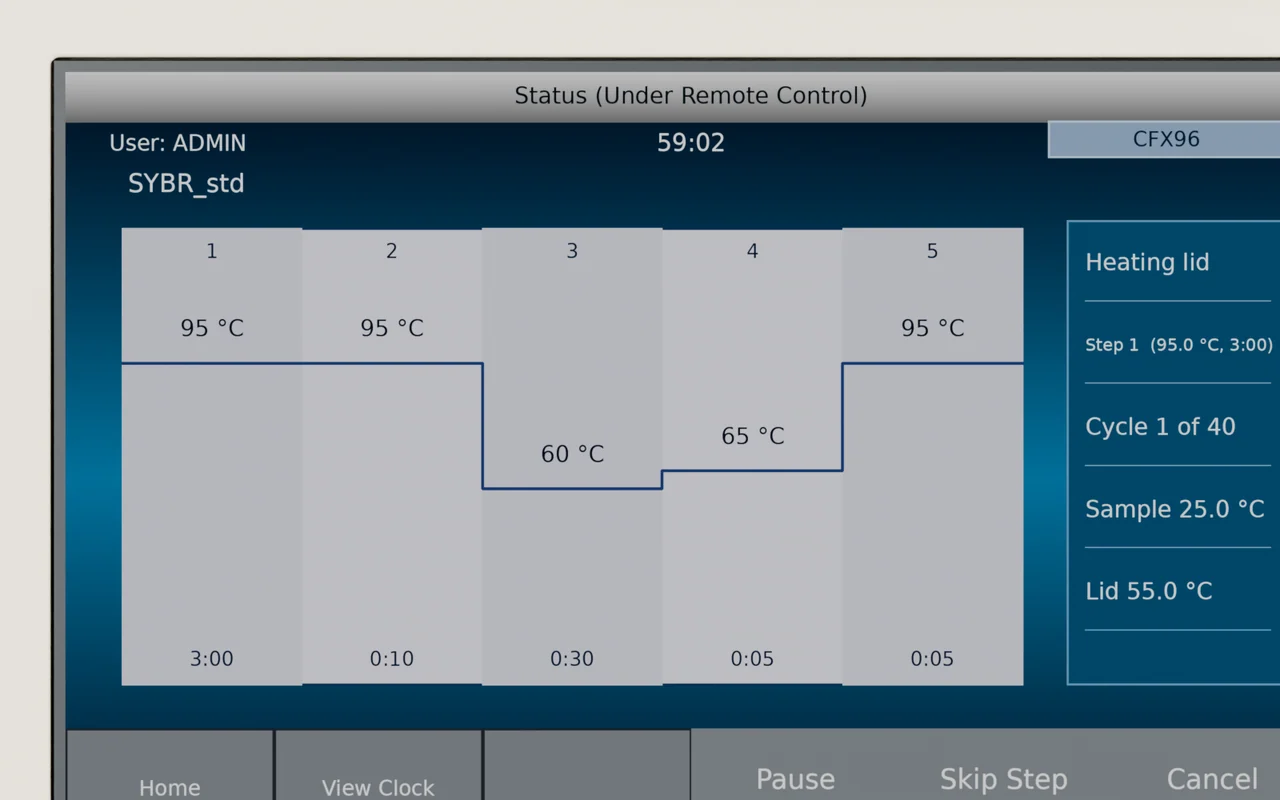 Status (Under Remote Control)
User: ADMIN
59:02
CFX96
SYBR_std
1
2
3
4
5
95 °C
95 °C
60 °C
65 °C
95 °C
3:00
0:10
0:30
0:05
0:05
Heating lid
Step 1 (95.0 °C, 3:00)
Cycle 1 of 40
Sample 25.0 °C
Lid 55.0 °C
Home
View Clock
Pause
Skip Step
Cancel